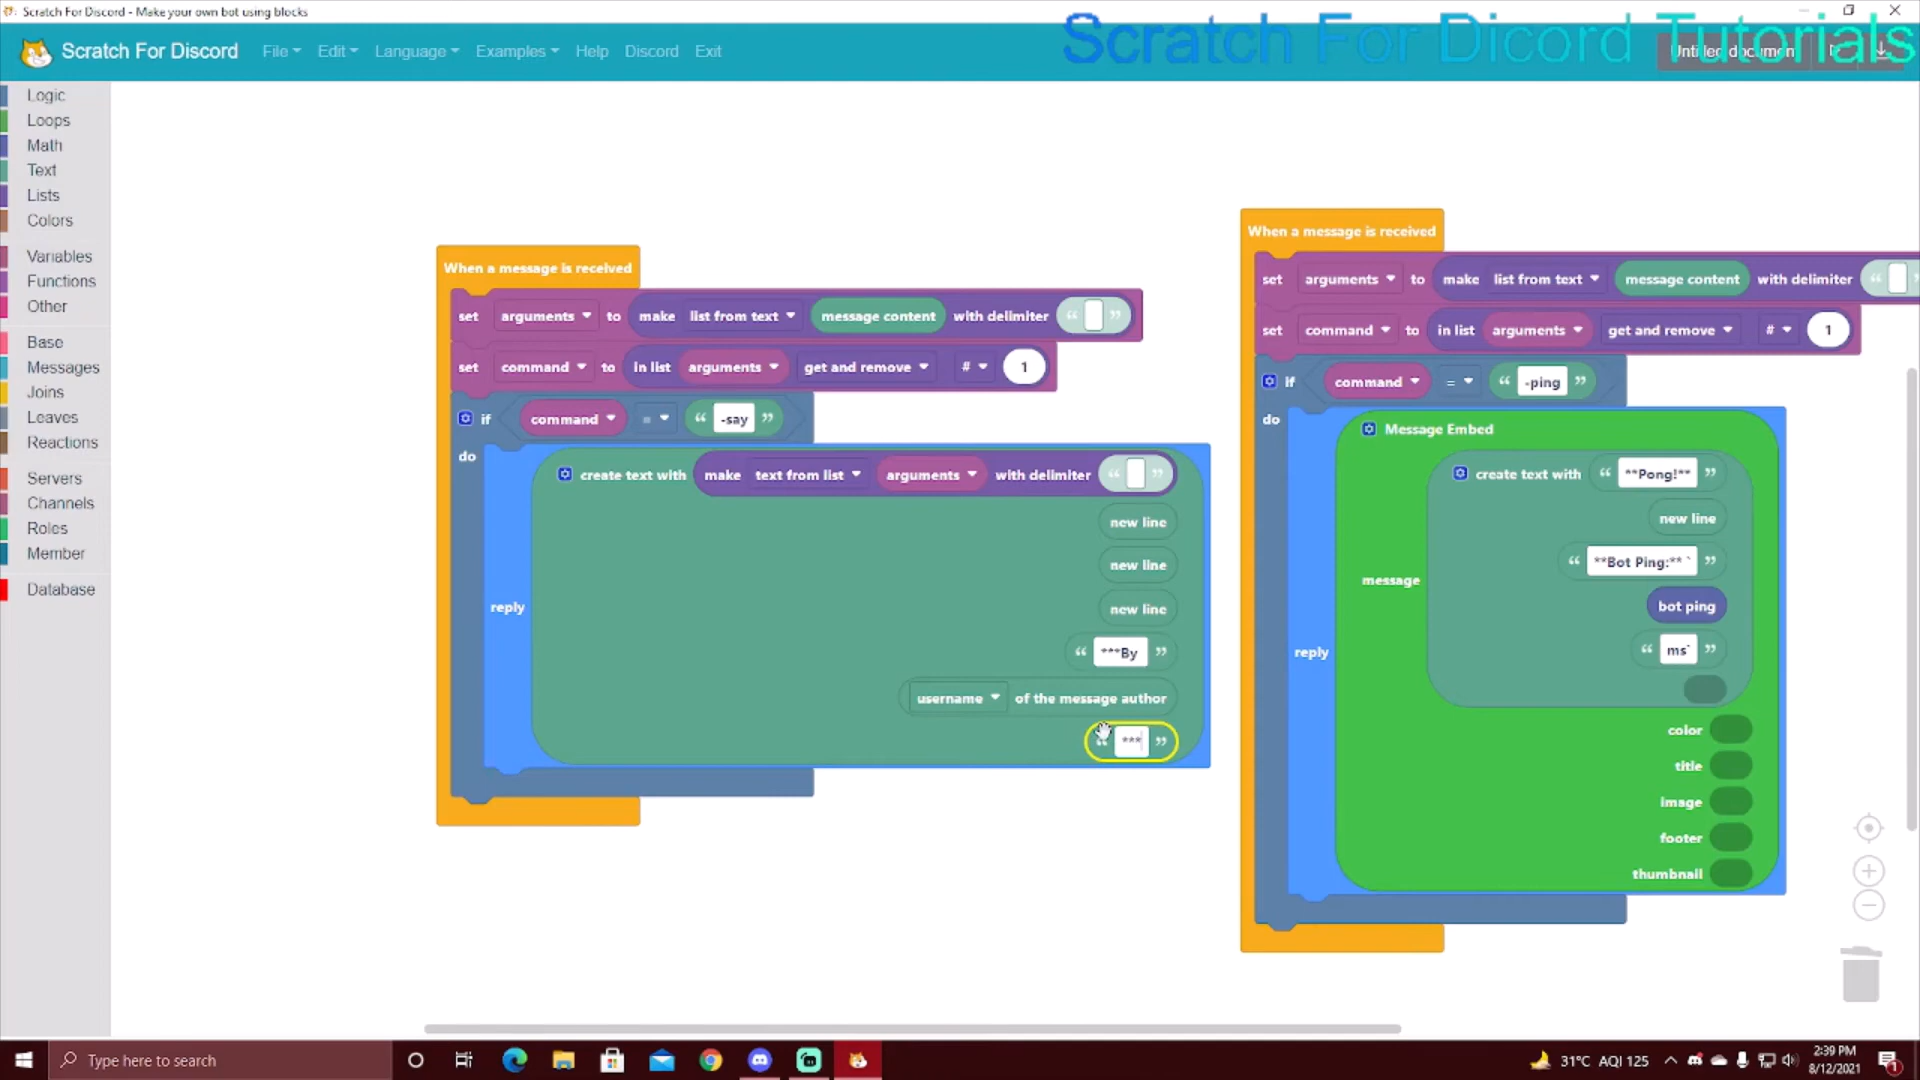 Scratch For Discord - Make your own bot using blocks
Scratch For Discord File Edit Language Examples Help Discord Exit Untitled document
Scratch For Dicord Tutorials
Logic
Loops
Math
Text
Lists
Colors
Variables
Functions
Other
Base
Messages
Joins
Leaves
Reactions
Servers
Channels
Roles
Member
Database
When a message is received
set arguments to make list from text message content with delimiter “ ”
set command to in list arguments get and remove # 1
if command = “ -say ”
do
reply
create text with make text from list arguments with delimiter “ ”
new line
new line
new line
“ ***By ”
username of the message author
“ *** ”
When a message is received
set arguments to make list from text message content with delimiter “
set command to in list arguments get and remove # 1
if command = “ -ping ”
do
reply
Message Embed
message
create text with “ **Pong!** ”
new line
“ **Bot Ping:** ` ”
bot ping
“ ms` ”
color
title
image
footer
thumbnail
Type here to search
31°C AQI 125
2:39 PM
8/12/2021
1